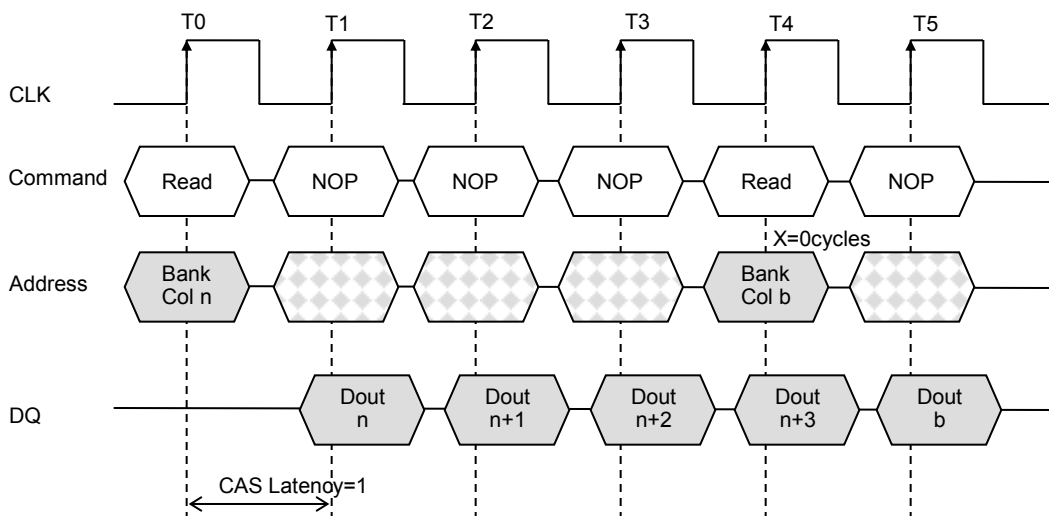 T0 T1 T2 T3 T4 T5
CLK
Command Read NOP NOP NOP Read NOP
X=0cycles
Address
Bank
Col n
Bank
Col b
DQ
Dout
n
Dout
n+1
Dout
n+2
Dout
n+3
Dout
b
CAS Latency=1